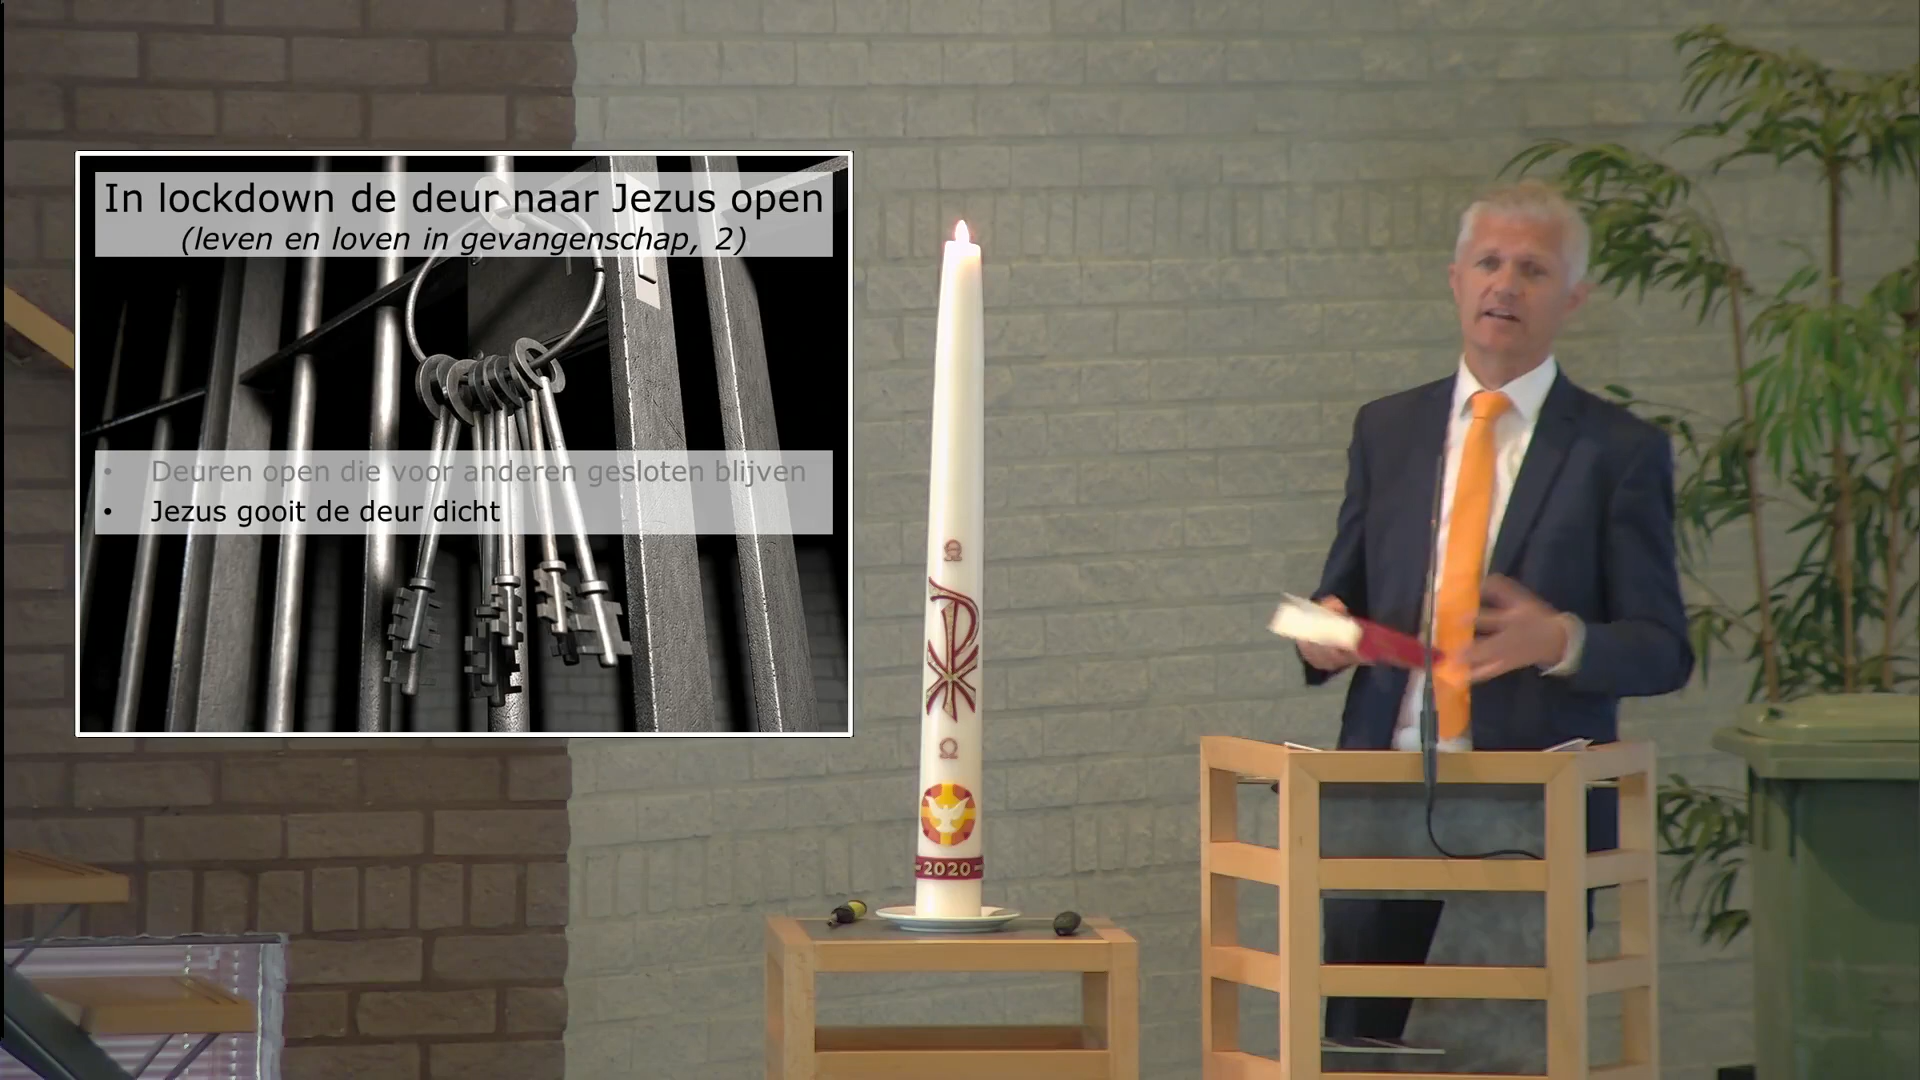 In lockdown de deur naar Jezus open
(leven en loven in gevangenschap, 2)
• Deuren open die voor anderen gesloten blijven
• Jezus gooit de deur dicht
Ω
Ω
2020